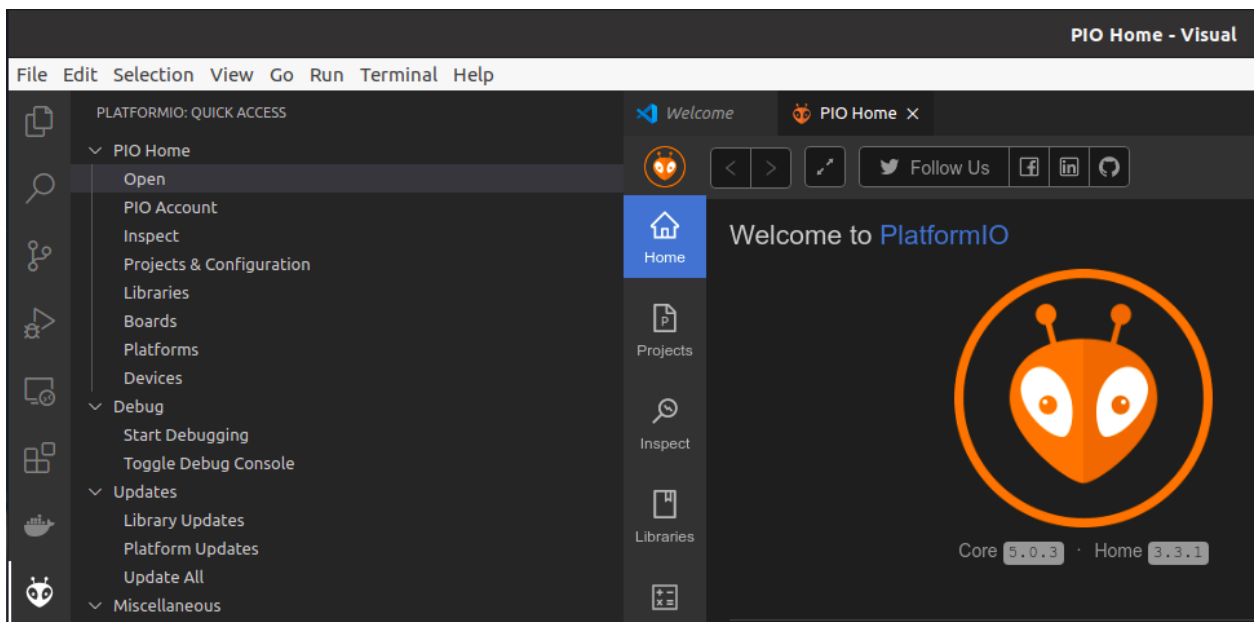 PIO Home - Visual
File Edit Selection View Go Run Terminal Help
PLATFORMIO: QUICK ACCESS
PIO Home
Open
PIO Account
Inspect
Projects & Configuration
Libraries
Boards
Platforms
Devices
Debug
Start Debugging
Toggle Debug Console
Updates
Library Updates
Platform Updates
Update All
Miscellaneous
Welcome
PIO Home
Follow Us
Home
Projects
Inspect
Libraries
Welcome to PlatformIO
Core 5.0.3 · Home 3.3.1